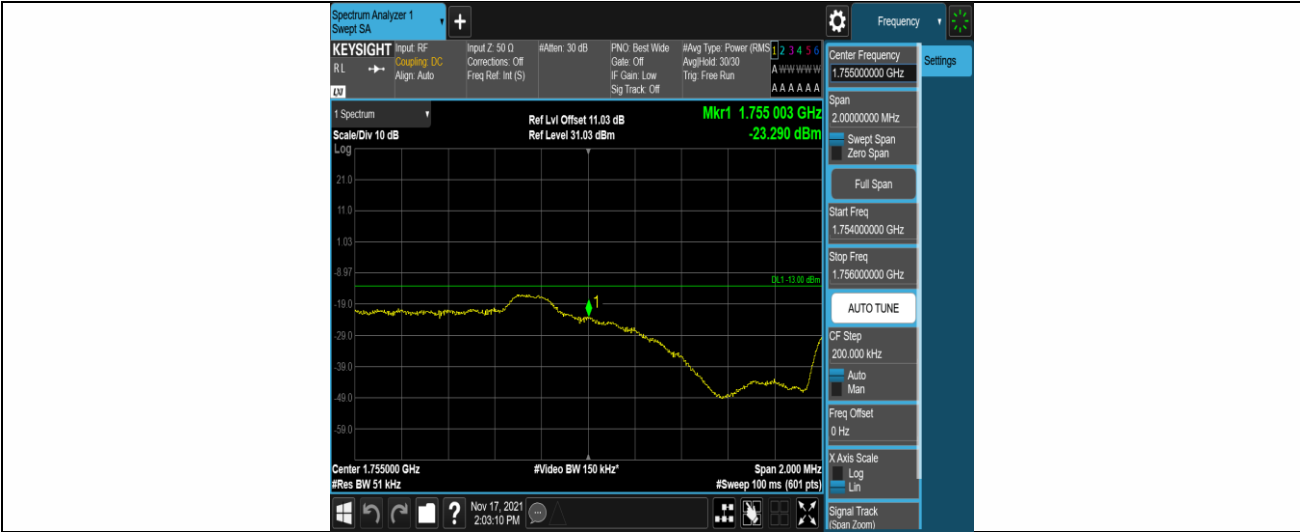 Spectrum Analyzer 1
Swept SA
+
Frequency
KEYSIGHT
Input: RF
Input Z: 50 Ω
#Atten: 30 dB
PNO: Best Wide
#Avg Type: Power (RMS
1 2 3 4 5 6
RL
Coupling: DC
Corrections: Off
Gate: Off
Avg|Hold: 30/30
A W W W W W
Align: Auto
Freq Ref: Int (S)
IF Gain: Low
Trig: Free Run
Sig Track: Off
A A A A A A
LXI
1 Spectrum
Scale/Div 10 dB
Ref Lvl Offset 11.03 dB
Ref Level 31.03 dBm
Mkr1 1.755 003 GHz
-23.290 dBm
Log
21.0
11.0
1.03
-8.97
-19.0
-29.0
-39.0
-49.0
-59.0
DL1 -13.00 dBm
1
Center 1.755000 GHz
#Video BW 150 kHz*
Span 2.000 MHz
#Res BW 51 kHz
#Sweep 100 ms (601 pts)
?
Nov 17, 2021
2:03:10 PM
Center Frequency
1.755000000 GHz
Settings
Span
2.00000000 MHz
Swept Span
Zero Span
Full Span
Start Freq
1.754000000 GHz
Stop Freq
1.756000000 GHz
AUTO TUNE
CF Step
200.000 kHz
Auto
Man
Freq Offset
0 Hz
X Axis Scale
Log
Lin
Signal Track
(Span Zoom)